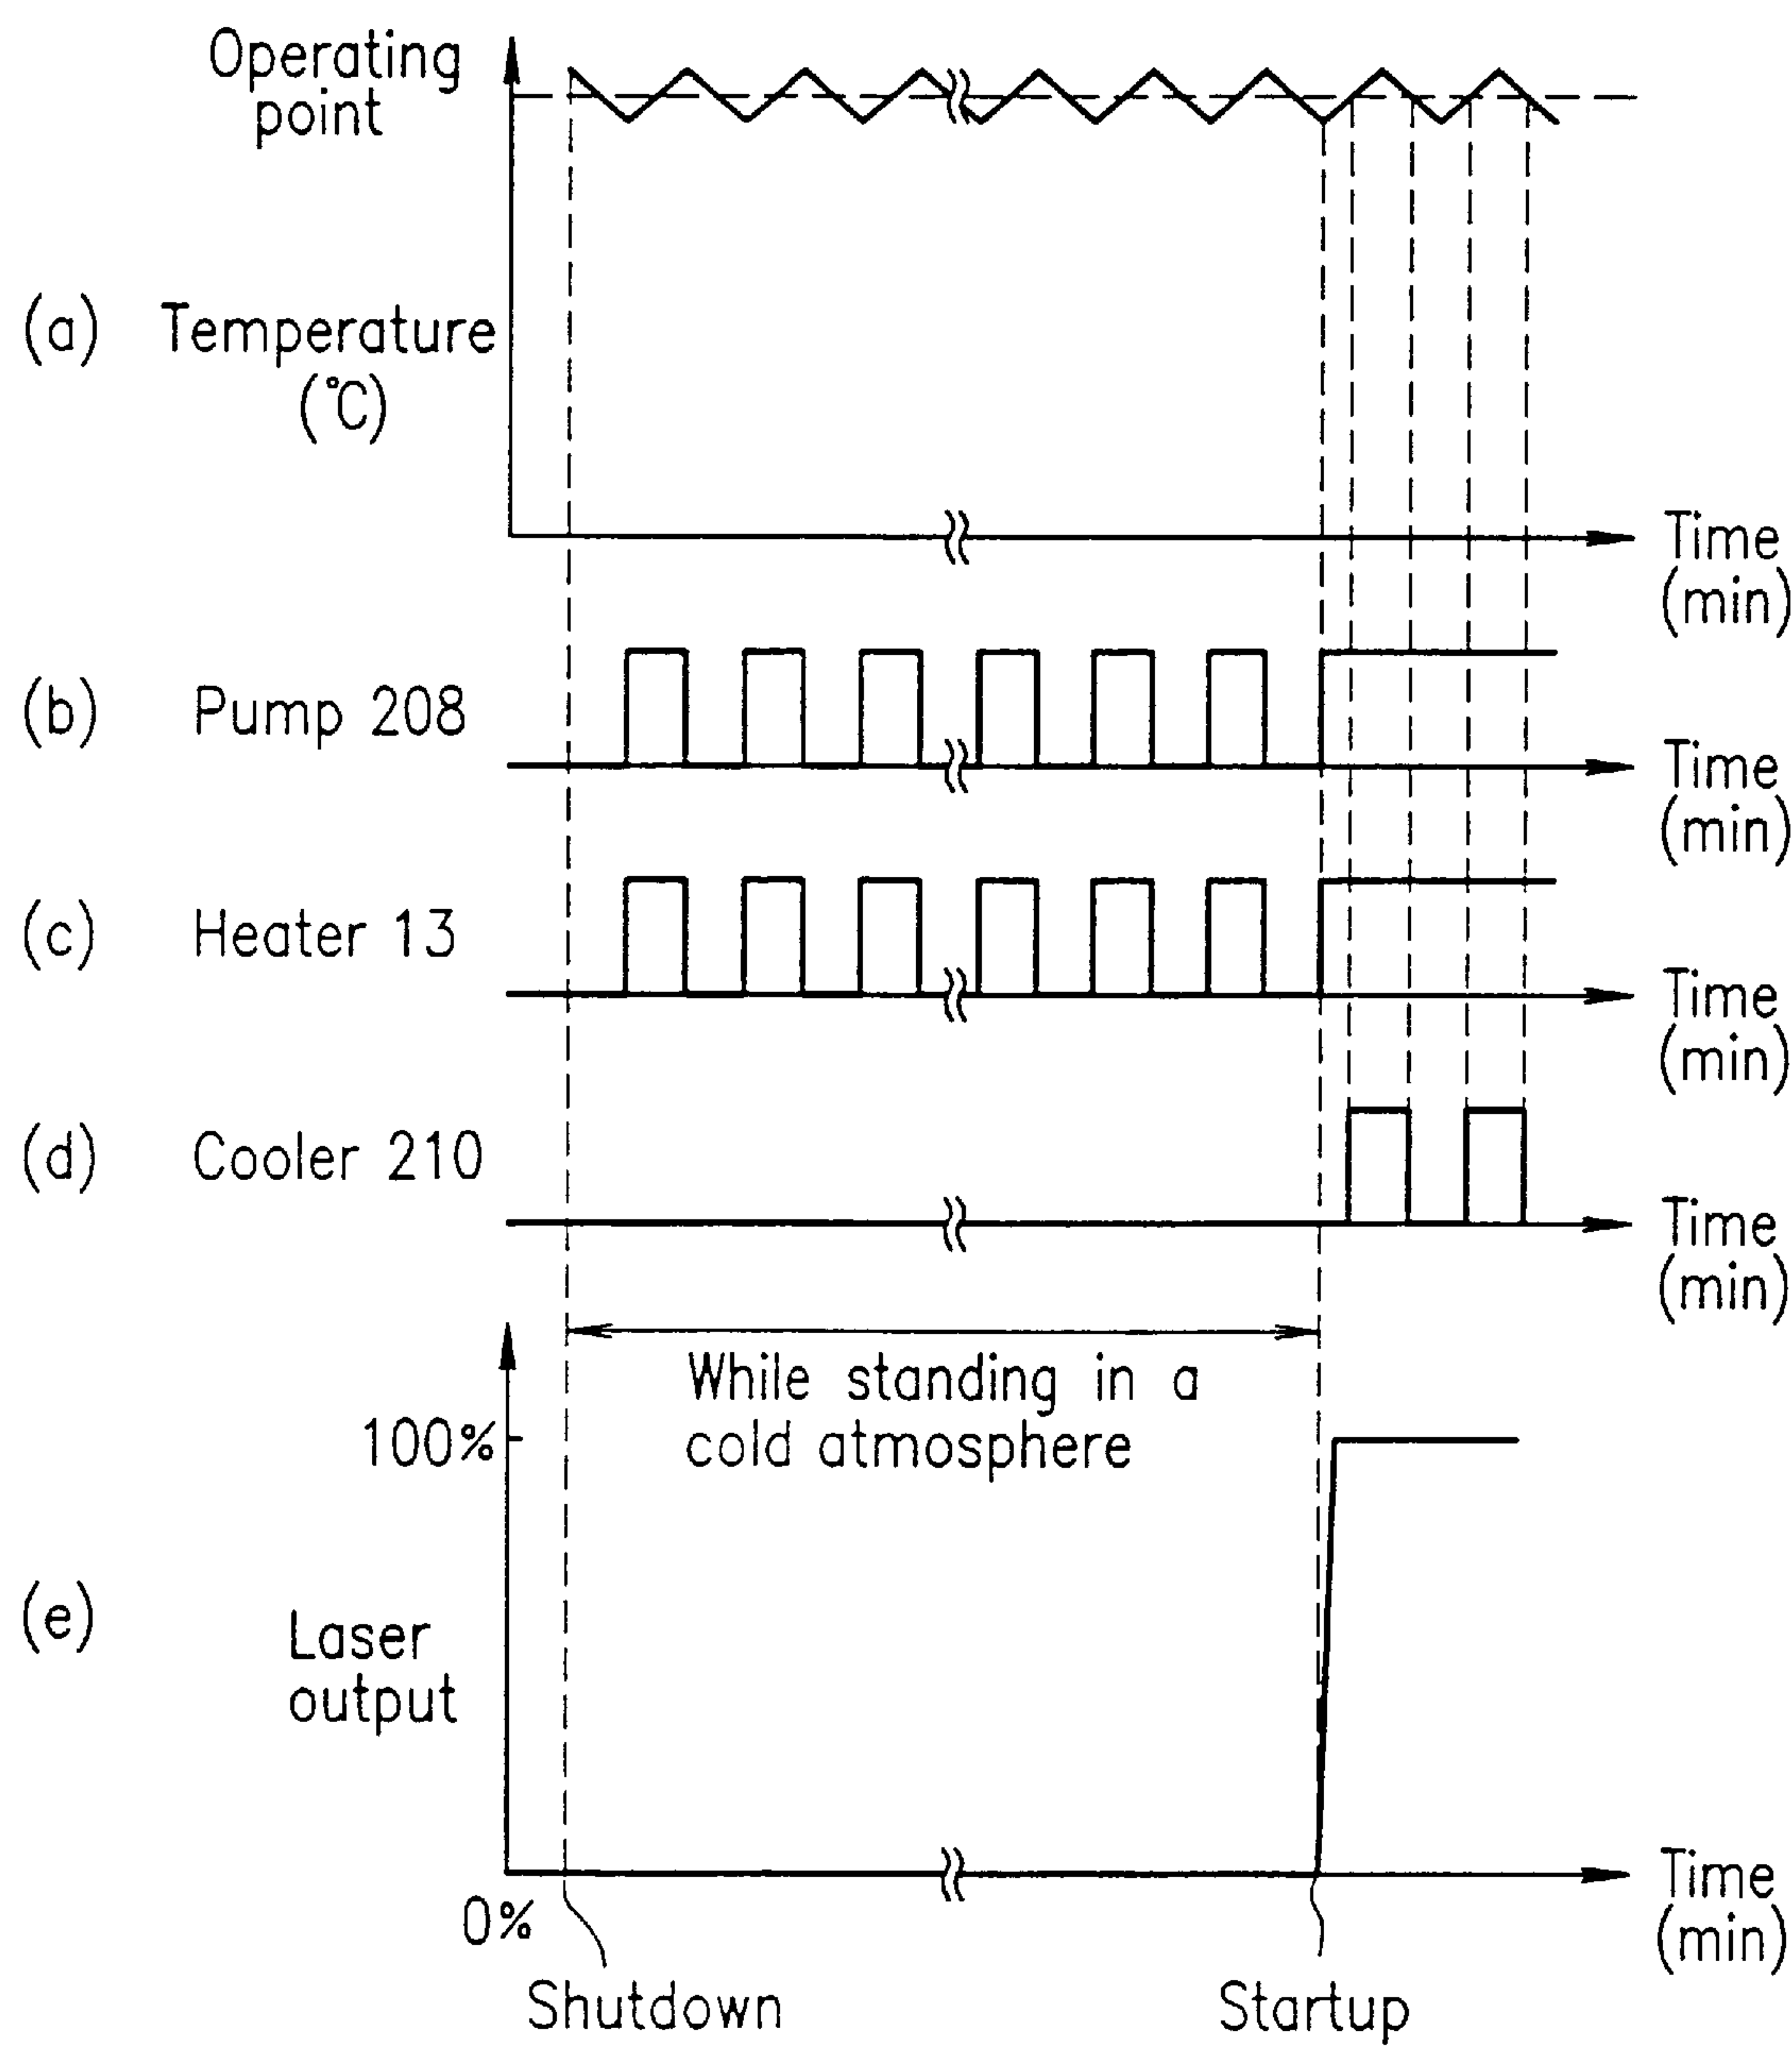 Operating
point
(a) Temperature
(°C)
Time
(min)
(b) Pump 208
Time
(min)
(c) Heater 13
Time
(min)
(d) Cooler 210
Time
(min)
While standing in a
cold atmosphere
100%
(e) Laser
output
Time
(min)
0%
Shutdown
Startup